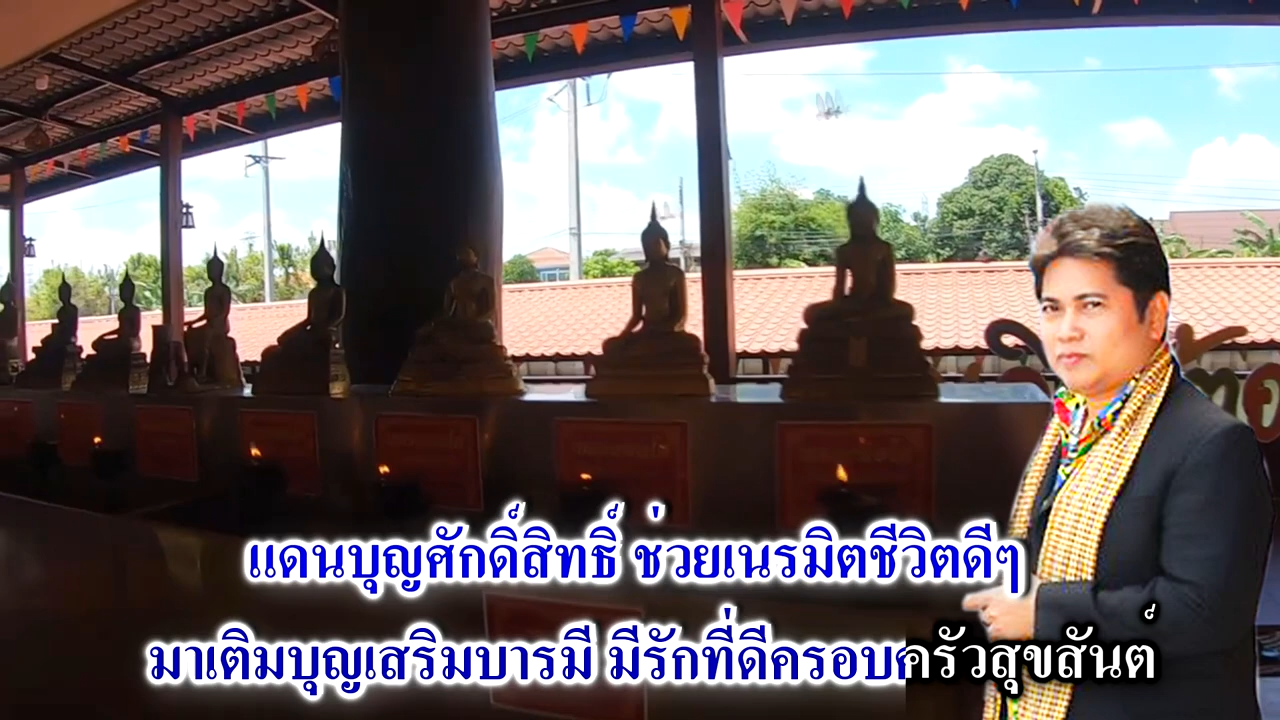 แดนบุญศักดิ์สิทธิ์ ช่วยเนรมิตชีวิตดีๆ
มาเติมบุญเสริมบารมี มีรักที่ดีครอบครัวสุขสันต์